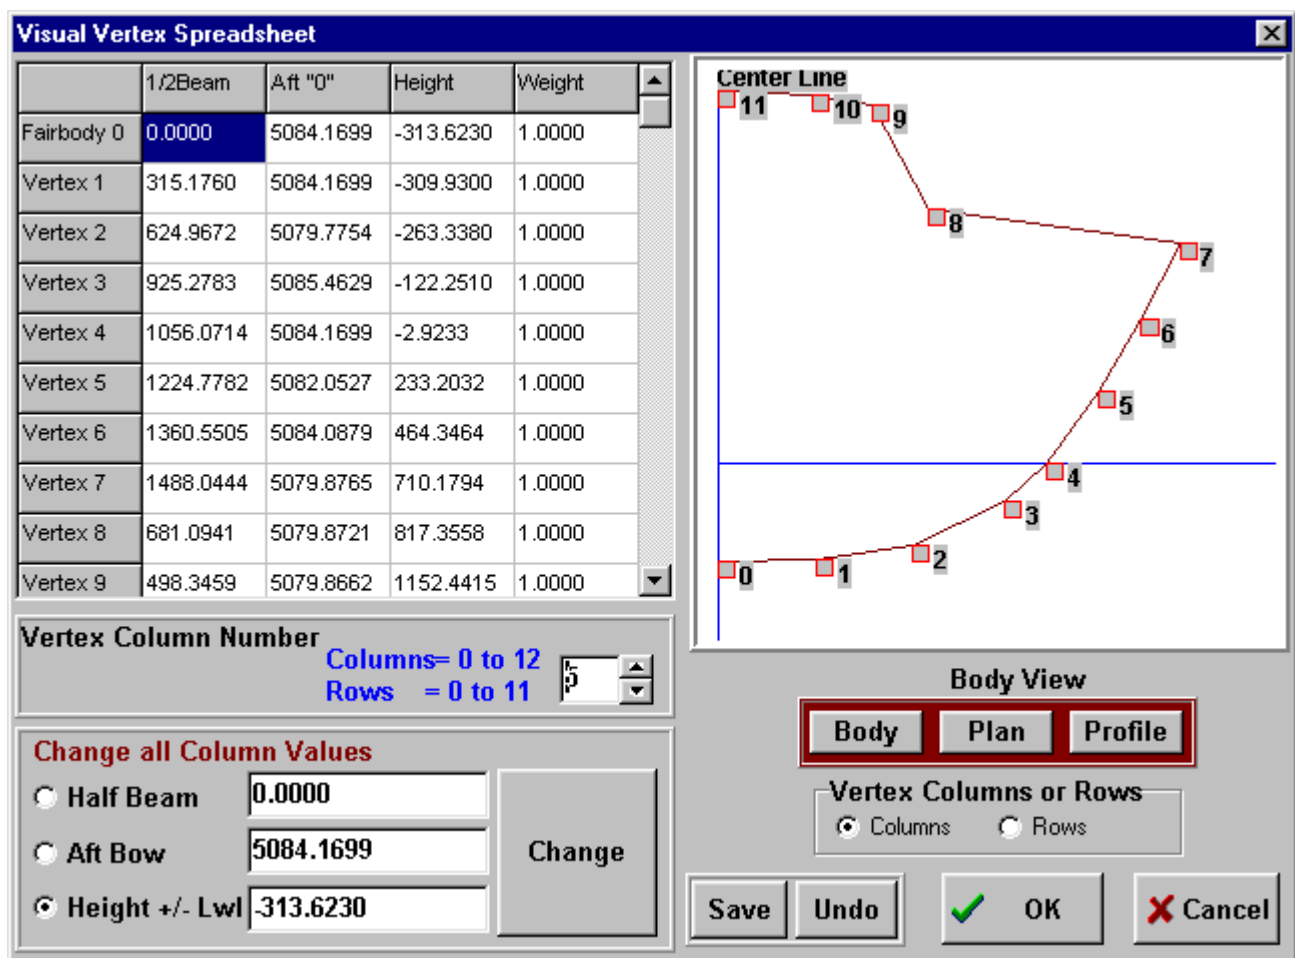 Visual Vertex Spreadsheet
1/2Beam Aft "0" Height Weight
Fairbody 0 0.0000 5084.1699 -313.6230 1.0000
Vertex 1 315.1760 5084.1699 -309.9300 1.0000
Vertex 2 624.9672 5079.7754 -263.3380 1.0000
Vertex 3 925.2783 5085.4629 -122.2510 1.0000
Vertex 4 1056.0714 5084.1699 -2.9233 1.0000
Vertex 5 1224.7782 5082.0527 233.2032 1.0000
Vertex 6 1360.5505 5084.0879 464.3464 1.0000
Vertex 7 1488.0444 5079.8765 710.1794 1.0000
Vertex 8 681.0941 5079.8721 817.3558 1.0000
Vertex 9 498.3459 5079.8662 1152.4415 1.0000
Center Line
11 10 9
8
7
6
5
4
3
2
0 1
Vertex Column Number
Columns= 0 to 12
Rows = 0 to 11
5
Change all Column Values
Half Beam 0.0000
Aft Bow 5084.1699
Height +/- Lwl -313.6230
Change
Body View
Body Plan Profile
Vertex Columns or Rows
Columns Rows
Save Undo OK Cancel